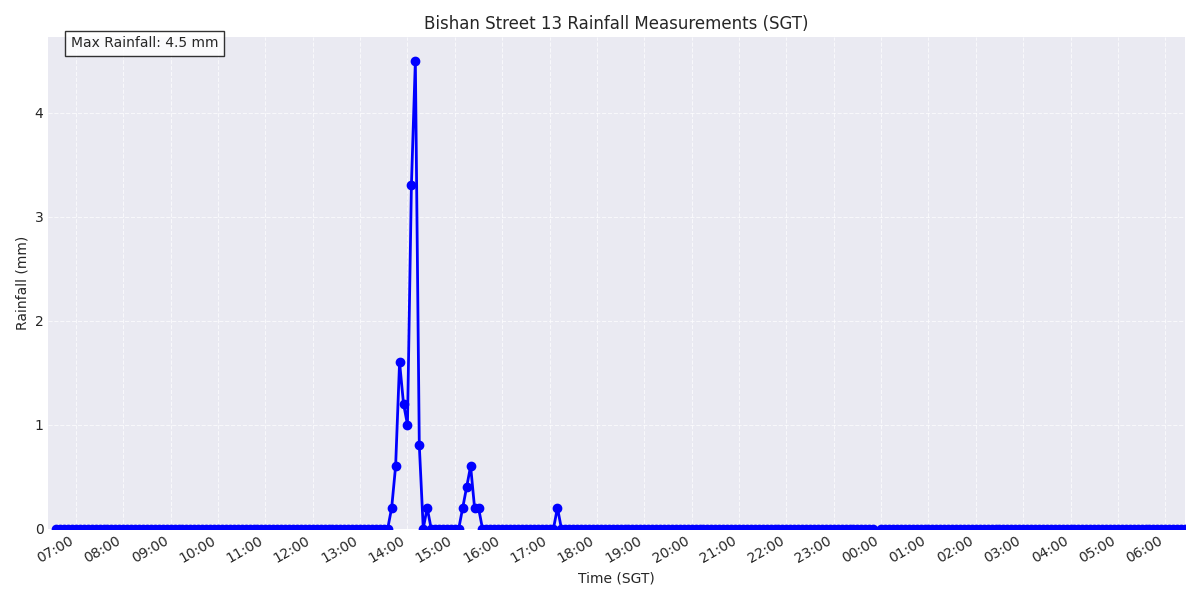 Bishan Street 13 Rainfall Measurements (SGT)
Max Rainfall: 4.5 mm
Rainfall (mm)
4
3
2
1
0
07:00 08:00 09:00 10:00 11:00 12:00 13:00 14:00 15:00 16:00 17:00 18:00 19:00 20:00 21:00 22:00 23:00 00:00 01:00 02:00 03:00 04:00 05:00 06:00
Time (SGT)